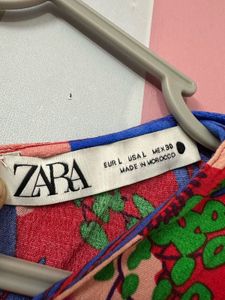 ZARA
EUR L USA L MEX 30
MADE IN MOROCCO